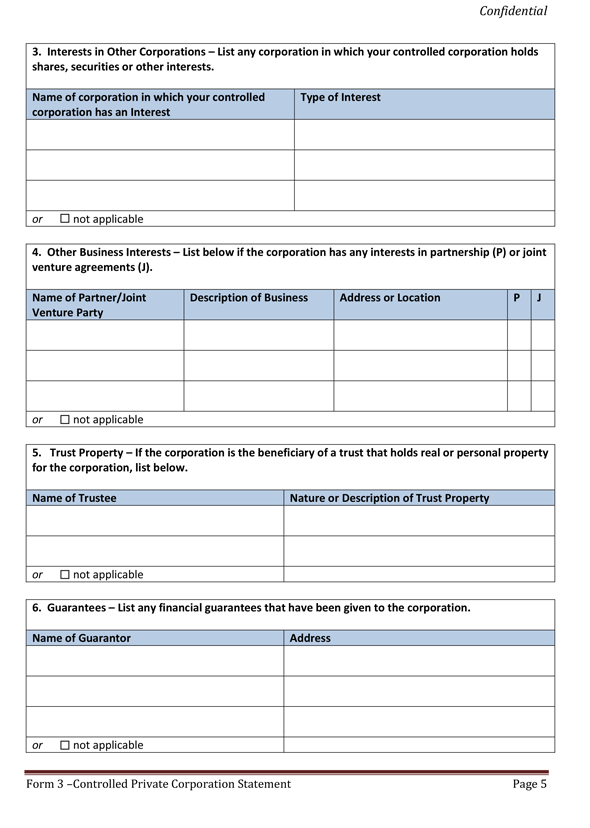 Confidential
3. Interests in Other Corporations – List any corporation in which your controlled corporation holds
shares, securities or other interests.
Name of corporation in which your controlled
corporation has an Interest
Type of Interest
or ☐ not applicable
4. Other Business Interests – List below if the corporation has any interests in partnership (P) or joint
venture agreements (J).
Name of Partner/Joint
Venture Party
Description of Business
Address or Location
P
J
or ☐ not applicable
5. Trust Property – If the corporation is the beneficiary of a trust that holds real or personal property
for the corporation, list below.
Name of Trustee
Nature or Description of Trust Property
or ☐ not applicable
6. Guarantees – List any financial guarantees that have been given to the corporation.
Name of Guarantor
Address
or ☐ not applicable
Form 3 –Controlled Private Corporation Statement
Page 5